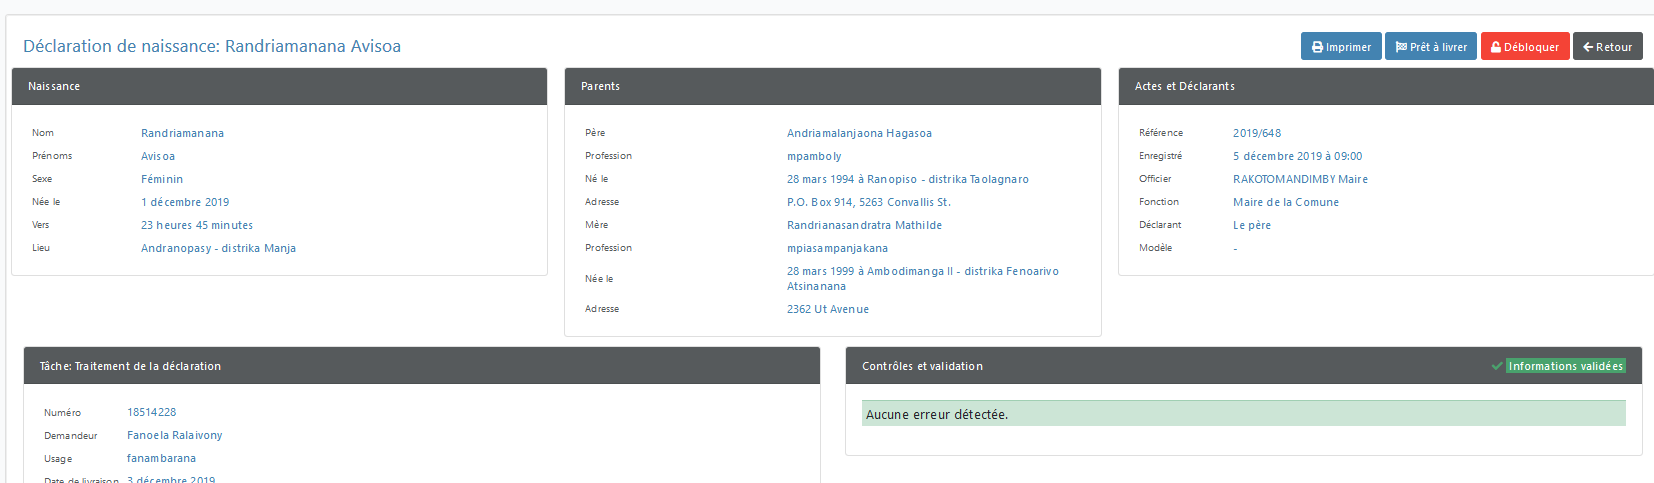 Déclaration de naissance: Randriamanana Avisoa
Imprimer
Prêt à livrer
Débloquer
Retour
Naissance
Nom Randriamanana
Prénoms Avisoa
Sexe Féminin
Née le 1 décembre 2019
Vers 23 heures 45 minutes
Lieu Andranopasy - distrika Manja
Parents
Père Andriamalanjaona Hagasoa
Profession mpamboly
Né le 28 mars 1994 à Ranopiso - distrika Taolagnaro
Adresse P.O. Box 914, 5263 Convallis St.
Mère Randrianasandratra Mathilde
Profession mpiasampanjakana
Née le 28 mars 1999 à Ambodimanga II - distrika Fenoarivo
Atsinanana
Adresse 2362 Ut Avenue
Actes et Déclarants
Référence 2019/648
Enregistré 5 décembre 2019 à 09:00
Officier RAKOTOMANDIMBY Maire
Fonction Maire de la Comune
Déclarant Le père
Modèle -
Tâche: Traitement de la déclaration
Numéro 18514228
Demandeur Fanoela Ralaivony
Usage fanambarana
Date de livraison 3 décembre 2019
Contrôles et validation
Informations validées
Aucune erreur détectée.